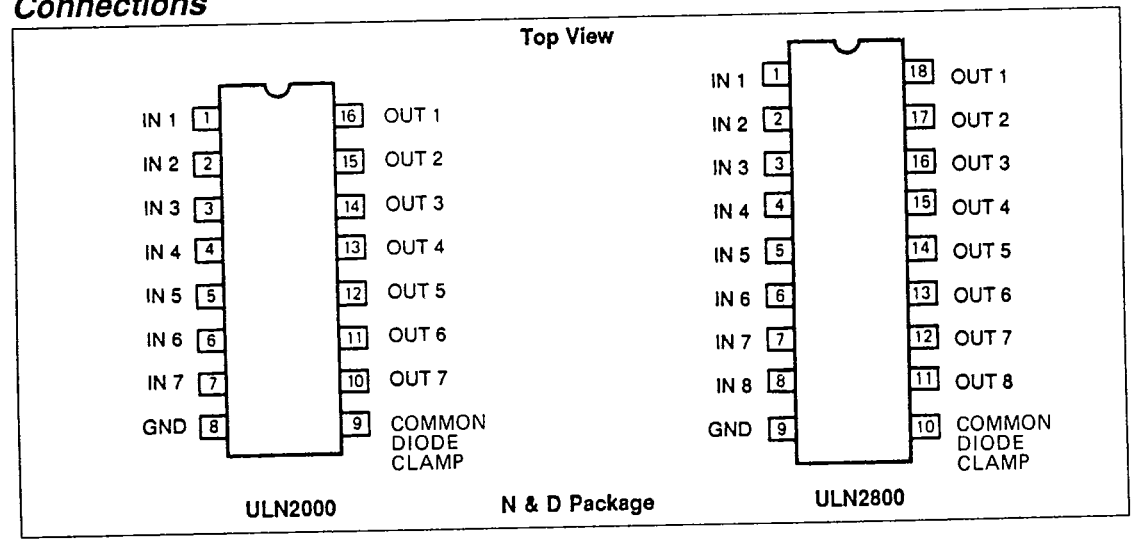 Connections
Top View
IN 1 1 16 OUT 1
IN 2 2 15 OUT 2
IN 3 3 14 OUT 3
IN 4 4 13 OUT 4
IN 5 5 12 OUT 5
IN 6 6 11 OUT 6
IN 7 7 10 OUT 7
GND 8 9 COMMON
DIODE
CLAMP
ULN2000
IN 1 1 18 OUT 1
IN 2 2 17 OUT 2
IN 3 3 16 OUT 3
IN 4 4 15 OUT 4
IN 5 5 14 OUT 5
IN 6 6 13 OUT 6
IN 7 7 12 OUT 7
IN 8 8 11 OUT 8
GND 9 10 COMMON
DIODE
CLAMP
ULN2800
N & D Package